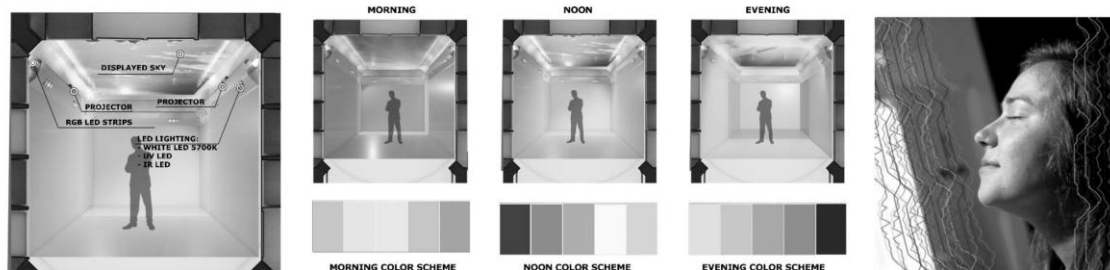 DISPLAYED SKY
PROJECTOR
PROJECTOR
RGB LED STRIPS
LED LIGHTING:
- WHITE LED 5700K
- UV LED
- IR LED
MORNING
NOON
EVENING
MORNING COLOR SCHEME
NOON COLOR SCHEME
EVENING COLOR SCHEME